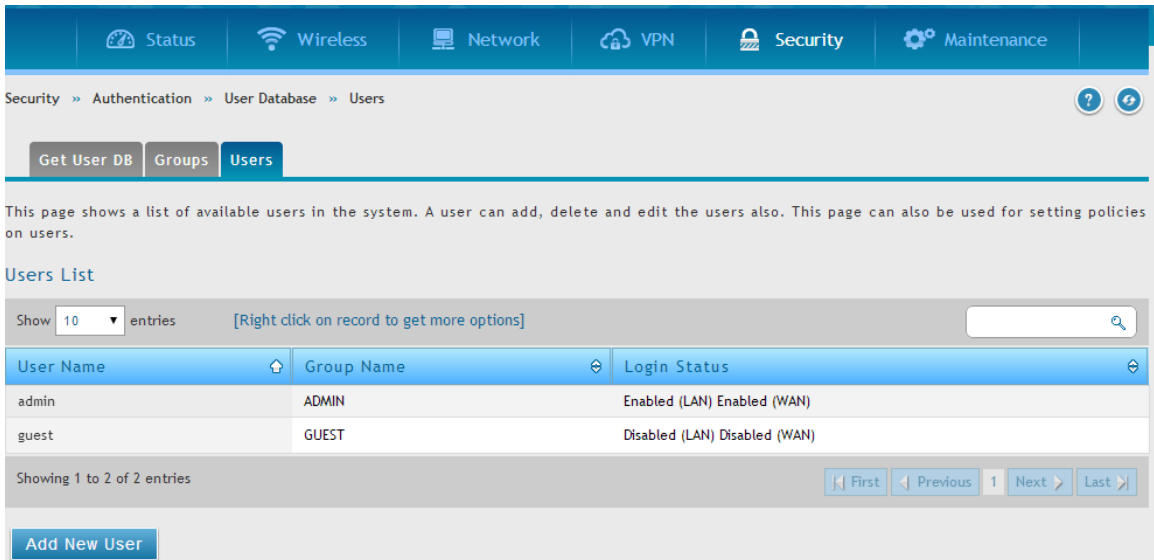 Status Wireless Network VPN Security Maintenance
Security » Authentication » User Database » Users
Get User DB Groups Users
This page shows a list of available users in the system. A user can add, delete and edit the users also. This page can also be used for setting policies
on users.
Users List
Show 10 entries [Right click on record to get more options]
User Name Group Name Login Status
admin ADMIN Enabled (LAN) Enabled (WAN)
guest GUEST Disabled (LAN) Disabled (WAN)
Showing 1 to 2 of 2 entries First Previous 1 Next Last
Add New User